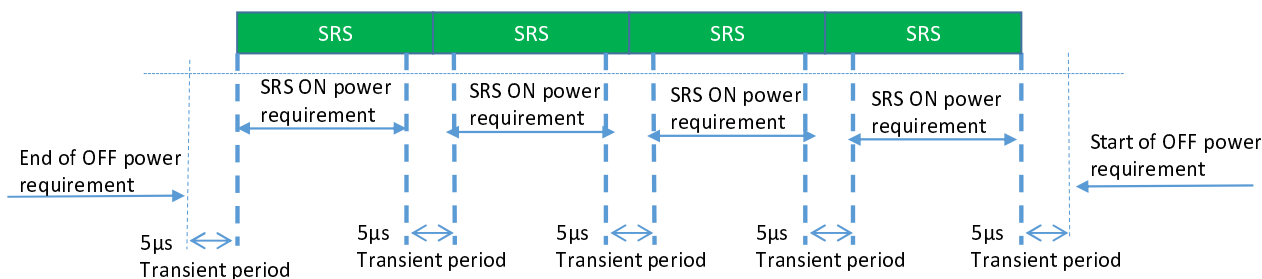 SRS SRS SRS SRS
SRS ON power
requirement
SRS ON power
requirement
SRS ON power
requirement
SRS ON power
requirement
End of OFF power
requirement
Start of OFF power
requirement
5µs
Transient period
5µs
Transient period
5µs
Transient period
5µs
Transient period
5µs
Transient period